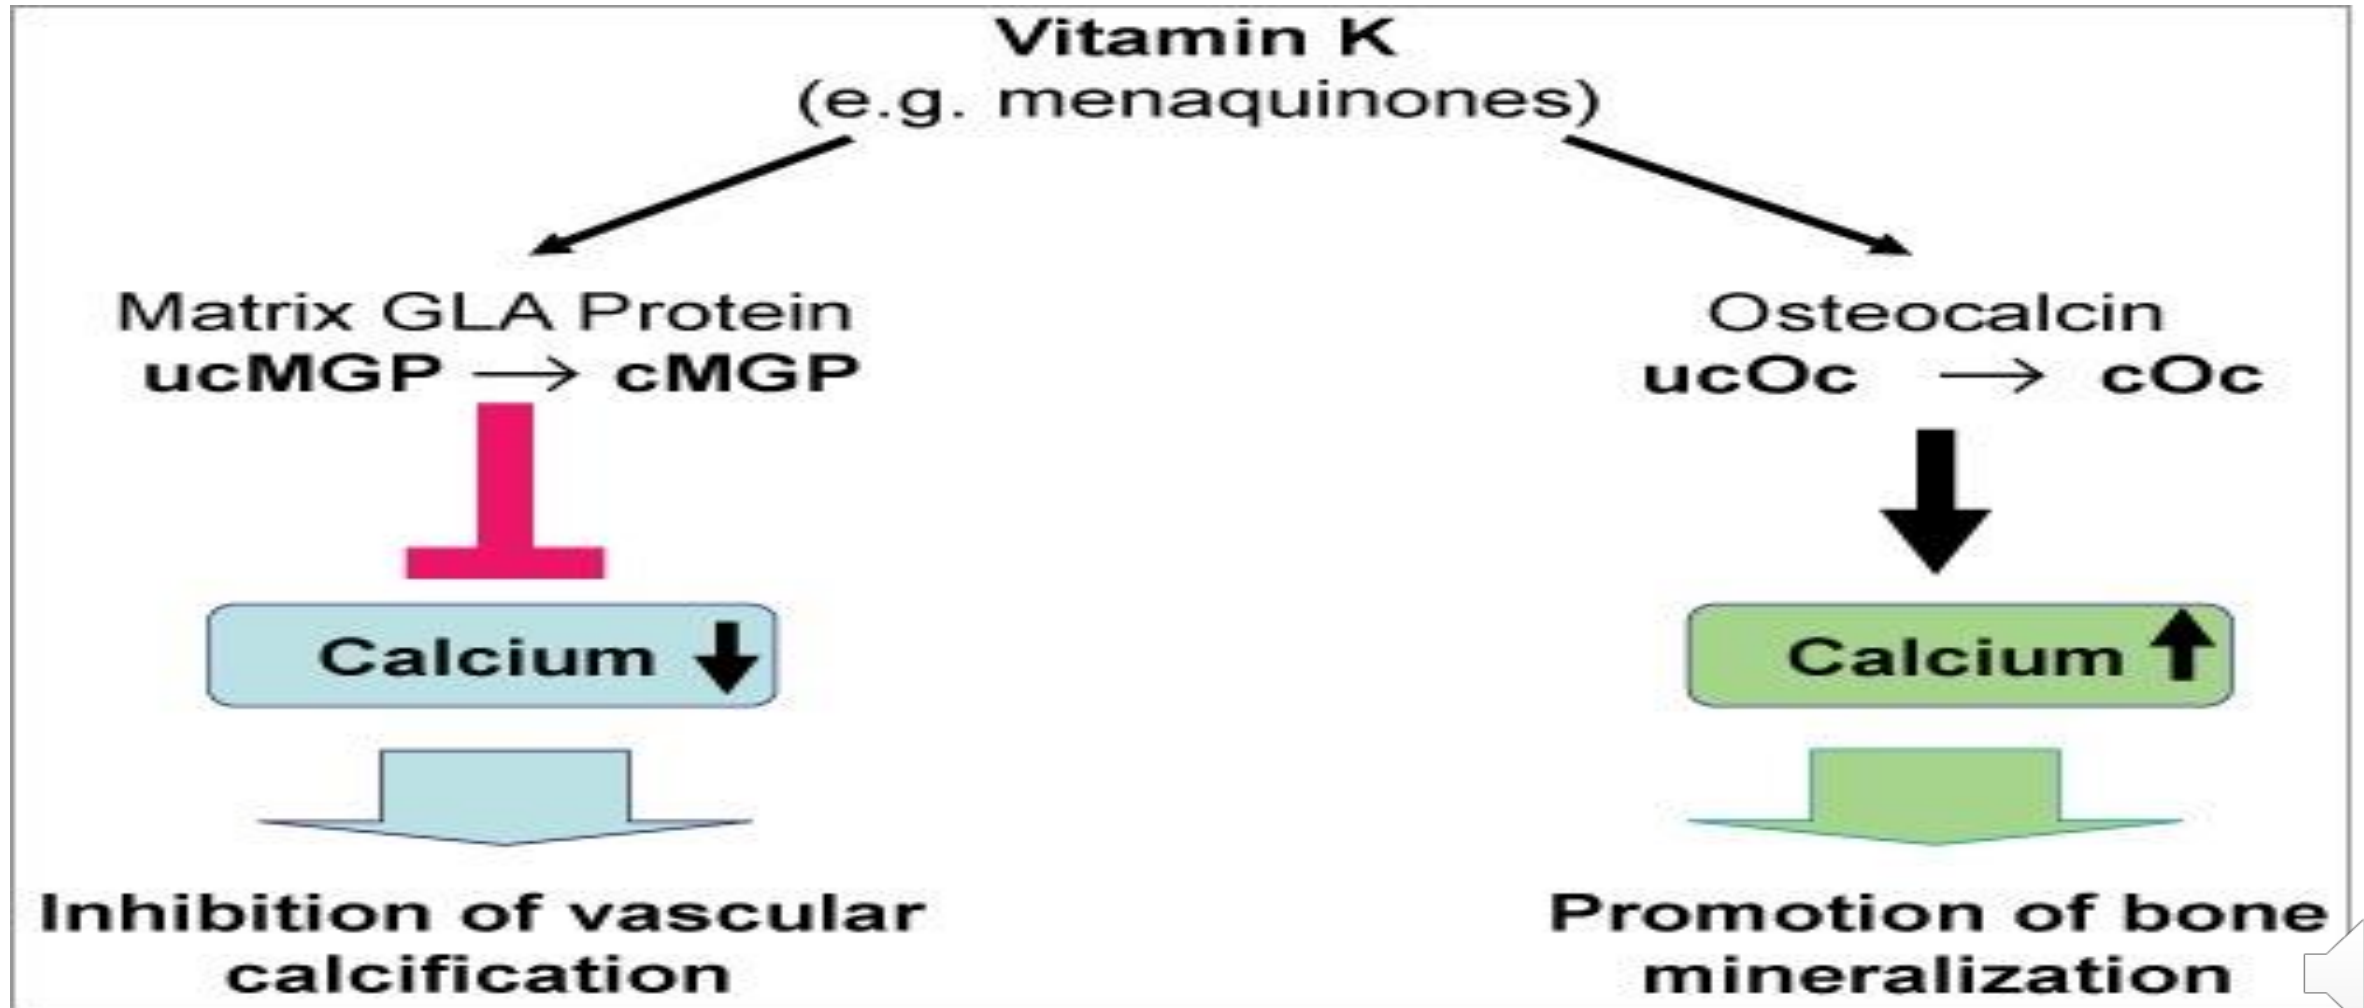 Vitamin K
(e.g. menaquinones)
Matrix GLA Protein
ucMGP → cMGP
Calcium
Inhibition of vascular
calcification
Osteocalcin
ucOc → cOc
Calcium
Promotion of bone
mineralization